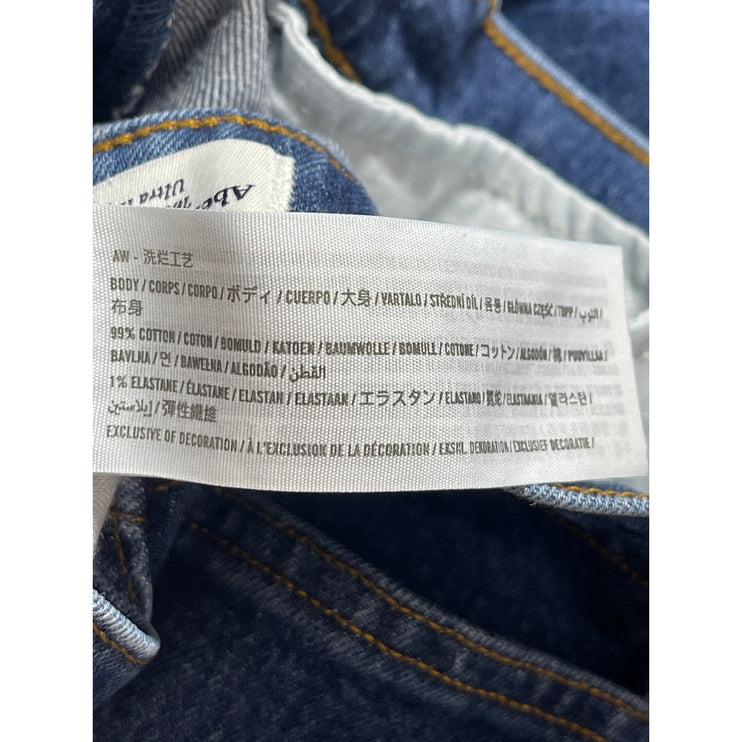 Ultra
AW - 洗烂工艺
BODY / CORPS / CORPO / ボディ / CUERPO / 大身 / VARTALO / STŘEDNÍ DÍL / 몸통 / GŁÓWNA CZĘŚĆ / TOPP / الثوب /
布身
99% COTTON / COTON / BOMULD / KATOEN / BAUMWOLLE / BOMULL / COTONE / コットン / ALGODÓN / 棉 / PUUVILLAA /
BAVLNA / 면 / BAWEŁNA / ALGODÃO / القطن
1% ELASTANE / ÉLASTANE / ELASTAN / ELASTAAN / エラスタン / ELASTANO / 氨纶 / ELASTAANIA / 엘라스탄 /
إيلاستين / 彈性纖維
EXCLUSIVE OF DECORATION / À L'EXCLUSION DE LA DÉCORATION / EKSKL. DEKORATION / EXCLUSIEF DECORATIE /